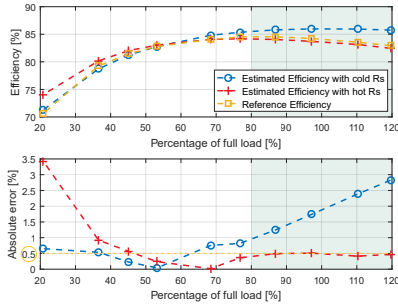 90
85
80
75
70
Efficiency [%]
Estimated Efficiency with cold Rs
Estimated Efficiency with hot Rs
Reference Efficiency
20 30 40 50 60 70 80 90 100 110 120
Percentage of full load [%]
3.5
3
2.5
2
1.5
1
0.5
0
Absolute error [%]
20 30 40 50 60 70 80 90 100 110 120
Percentage of full load [%]